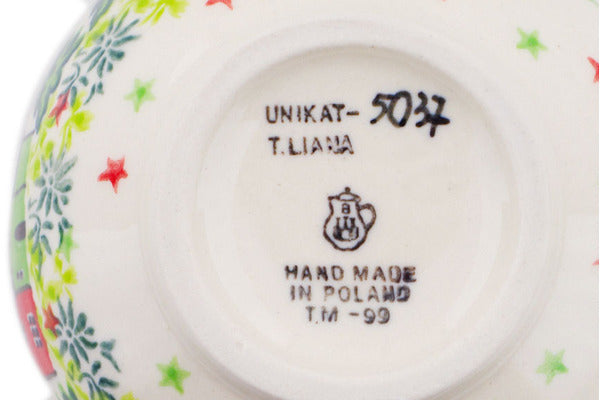 UNIKAT- 5037
T.LIANA
HAND MADE
IN POLAND
T.M -99